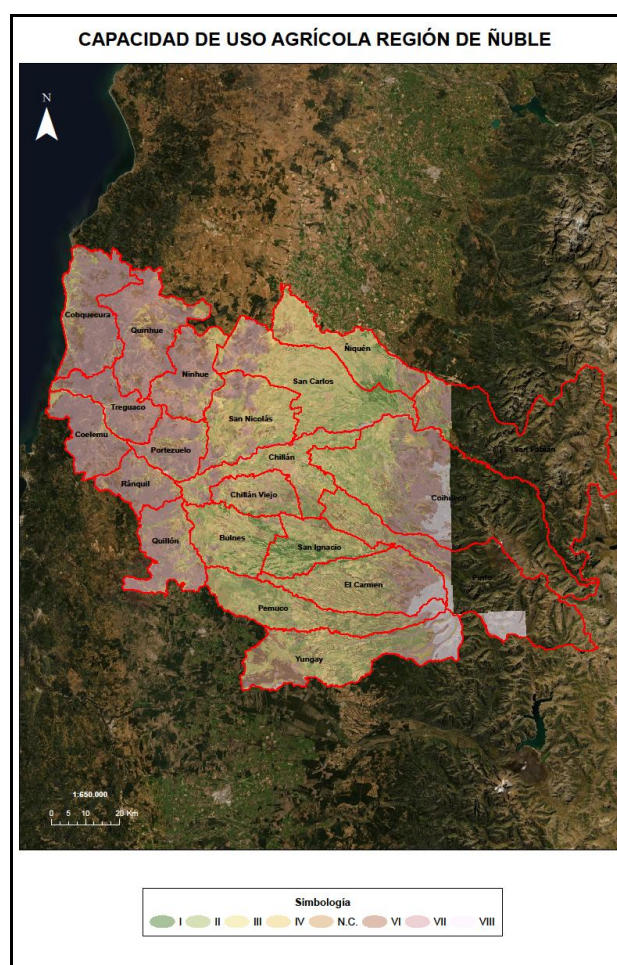 CAPACIDAD DE USO AGRÍCOLA REGIÓN DE ÑUBLE
N
Cobquecura
Quirihue
Ñiquén
Ninhue
San Carlos
Treguaco
San Nicolás
Coelemu
Portezuelo
Chillán
San Fabián
Ránquil
Chillán Viejo
Coihueco
Quillón
Bulnes
San Ignacio
Pinto
El Carmen
Pemuco
Yungay
1:650.000
0 5 10 20 Km
Simbología
I II III IV N.C. VI VII VIII